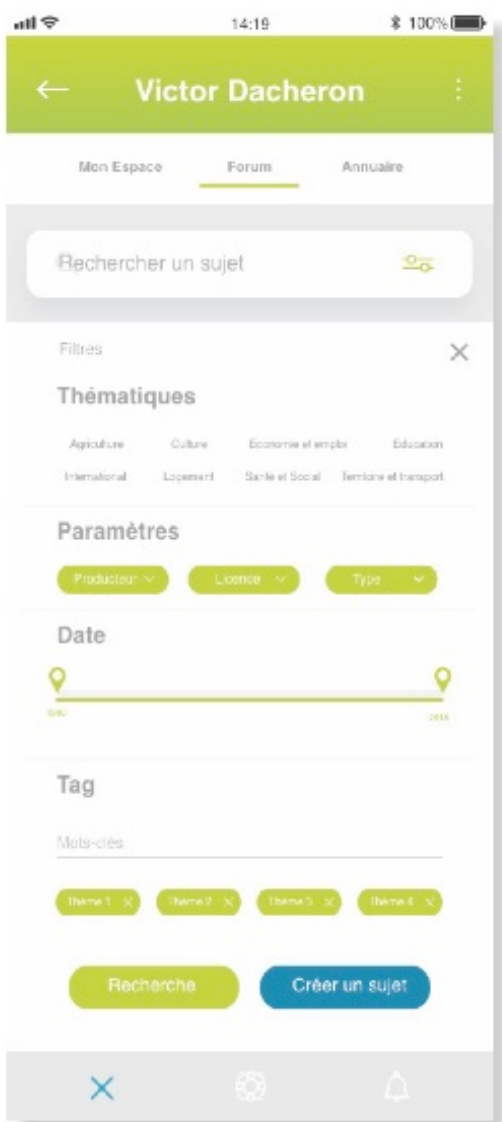 14:19 100%
Victor Dacheron
Mon Espace Forum Annuaire
Rechercher un sujet
Filtres
Thématiques
Agriculture Culture Economie et emploi Education
International Logement Santé et Social Territoire et transport
Paramètres
Producteur Licence Type
Date
Tag
Mots-clés
Thème 1 Thème 2 Thème 3 Thème 4
Recherche Créer un sujet